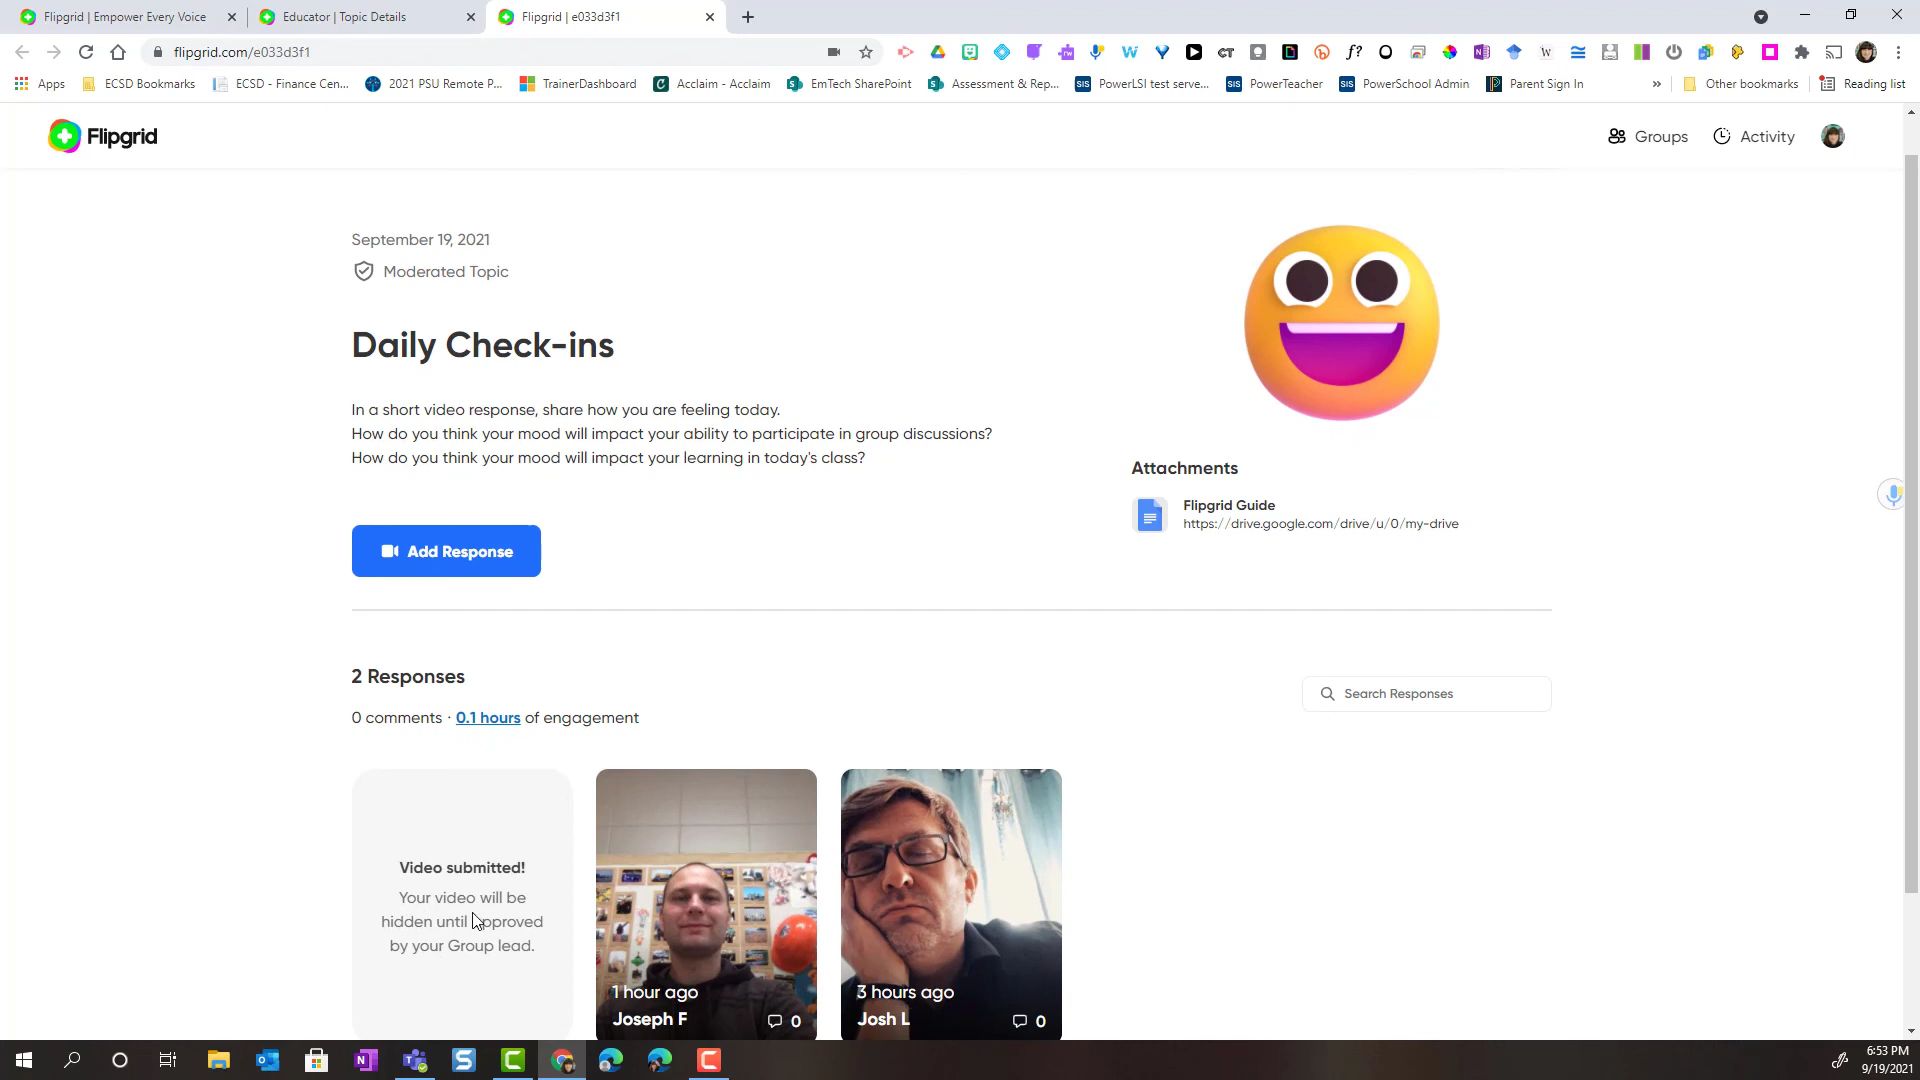 Flipgrid | Empower Every Voice
Educator | Topic Details
Flipgrid | e033d3f1
flipgrid.com/e033d3f1
Apps
ECSD Bookmarks
ECSD - Finance Cen...
2021 PSU Remote P...
TrainerDashboard
Acclaim - Acclaim
EmTech SharePoint
Assessment & Rep...
PowerLSI test serve...
PowerTeacher
PowerSchool Admin
Parent Sign In
Other bookmarks
Reading list
Flipgrid
Groups
Activity
September 19, 2021
Moderated Topic
Daily Check-ins
In a short video response, share how you are feeling today.
How do you think your mood will impact your ability to participate in group discussions?
How do you think your mood will impact your learning in today's class?
Attachments
Flipgrid Guide
https://drive.google.com/drive/u/0/my-drive
Add Response
2 Responses
0 comments · 0.1 hours of engagement
Search Responses
Video submitted!
Your video will be
hidden until approved
by your Group lead.
1 hour ago
Joseph F
0
3 hours ago
Josh L
0
6:53 PM
9/19/2021